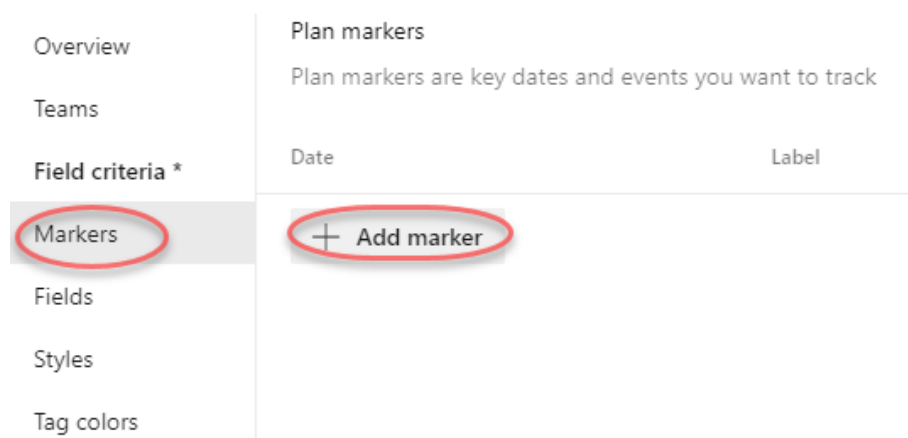 Overview
Teams
Field criteria *
Markers
Fields
Styles
Tag colors
Plan markers
Plan markers are key dates and events you want to track
Date Label
+ Add marker